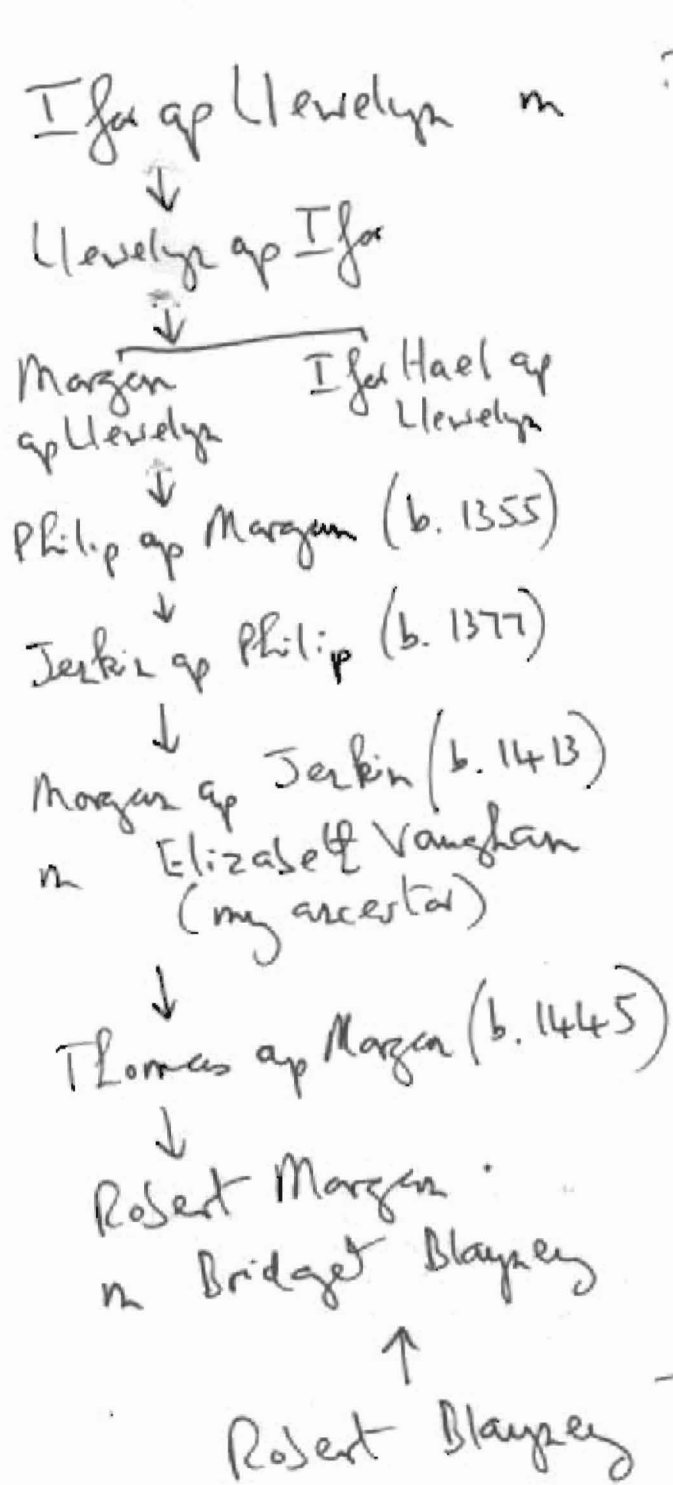 Ifor ap Llewelyn m ?
↓
Llewelyn ap Ifor
↓
Morgan Ifor Hael ap
ap Llewelyn Llewelyn
↓
Philip ap Morgan (b. 1355)
↓
Jenkin ap Philip (b. 1377)
↓
Morgan ap Jenkin (b. 1413)
m Elizabeth Vaughan
(my ancestor)
↓
Thomas ap Morgan (b. 1445)
↓
Robert Morgan.
m Bridget Blayney
↑
Robert Blayney